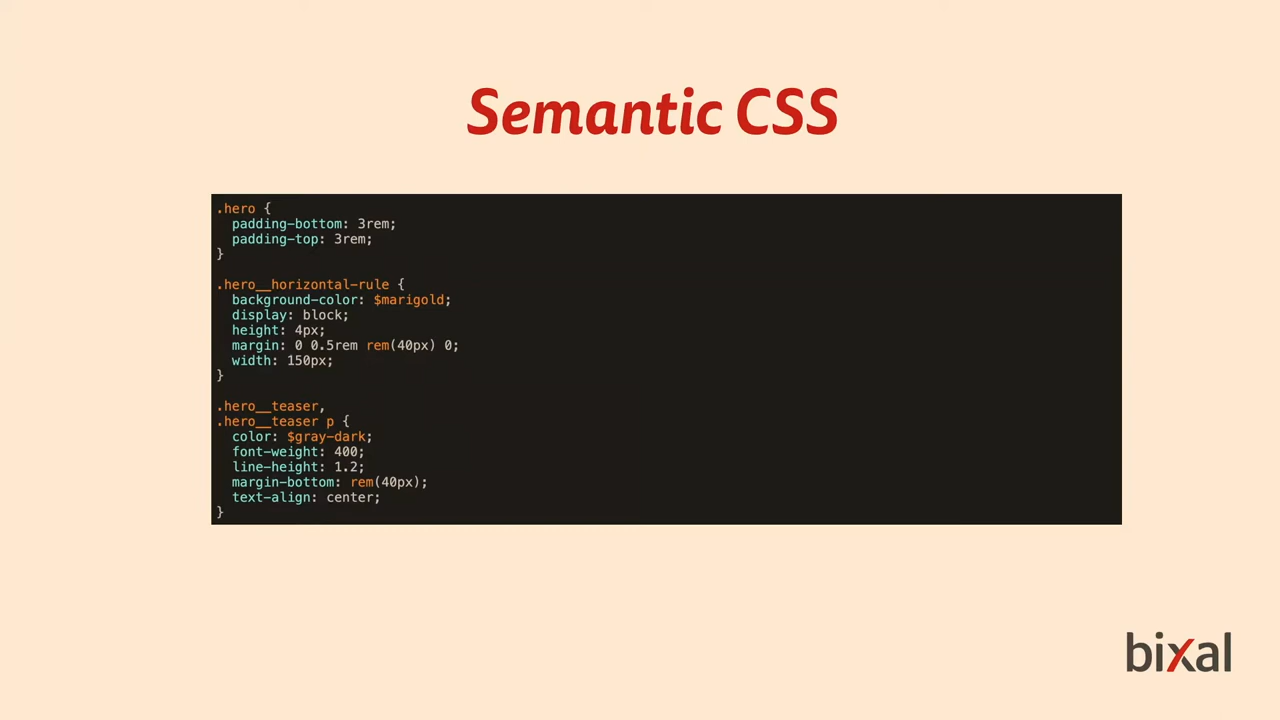 Semantic CSS
.hero {
  padding-bottom: 3rem;
  padding-top: 3rem;
}
.hero__horizontal-rule {
  background-color: $marigold;
  display: block;
  height: 4px;
  margin: 0 0.5rem rem(40px) 0;
  width: 150px;
}
.hero__teaser,
.hero__teaser p {
  color: $gray-dark;
  font-weight: 400;
  line-height: 1.2;
  margin-bottom: rem(40px);
  text-align: center;
}
bixal